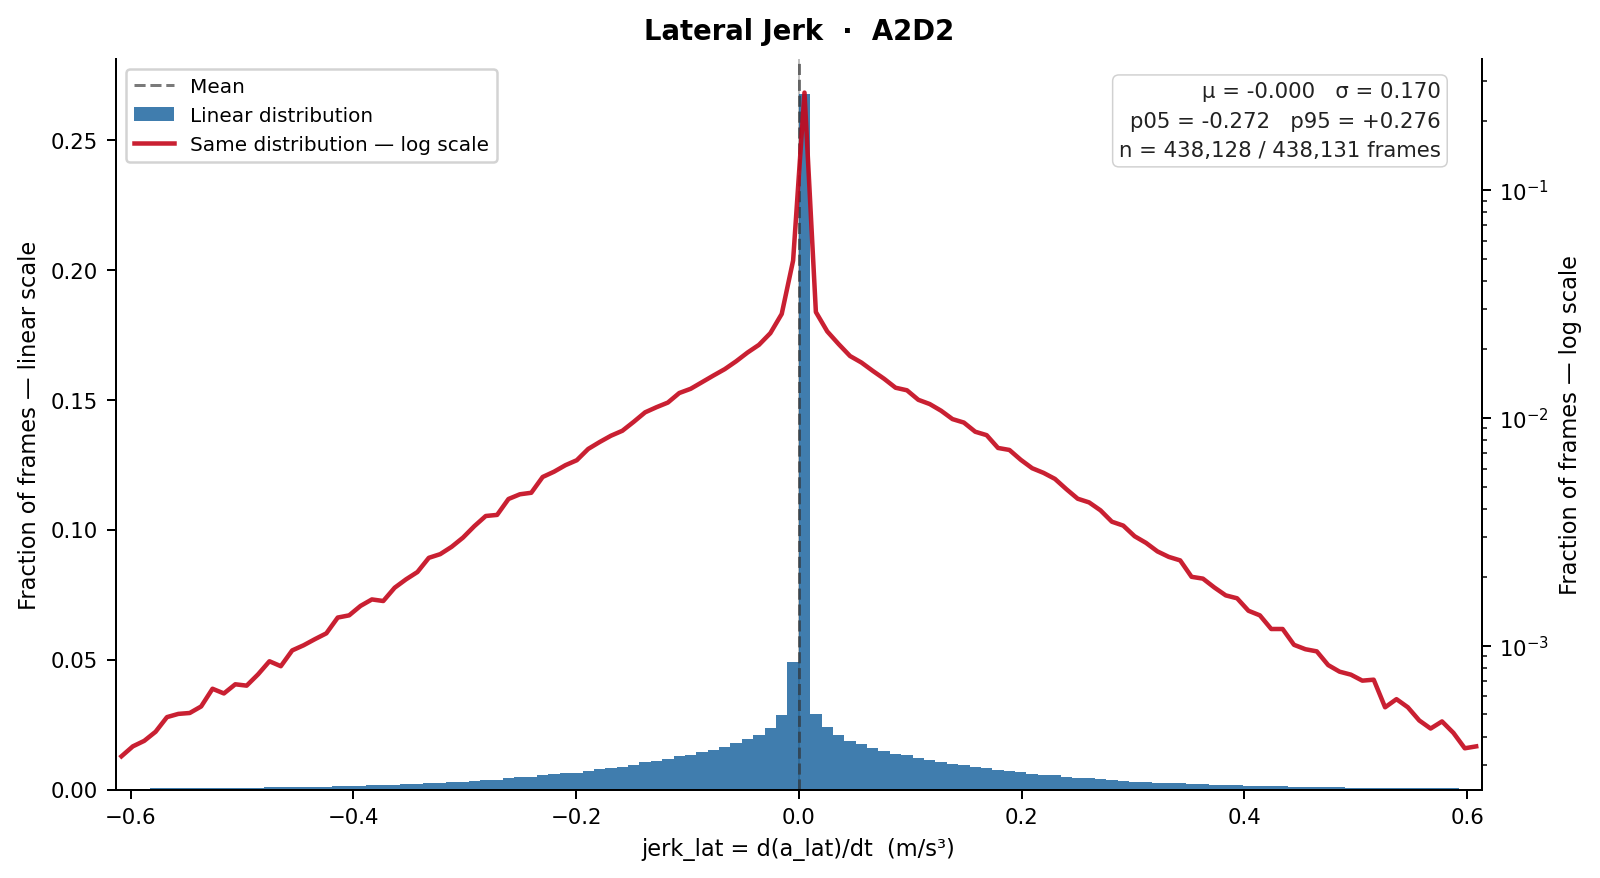 Lateral Jerk · A2D2
Mean
Linear distribution
Same distribution — log scale
μ = -0.000 σ = 0.170
p05 = -0.272 p95 = +0.276
n = 438,128 / 438,131 frames
Fraction of frames — linear scale
0.25
0.20
0.15
0.10
0.05
0.00
10⁻¹
10⁻²
10⁻³
Fraction of frames — log scale
−0.6
−0.4
−0.2
0.0
0.2
0.4
0.6
jerk_lat = d(a_lat)/dt (m/s³)